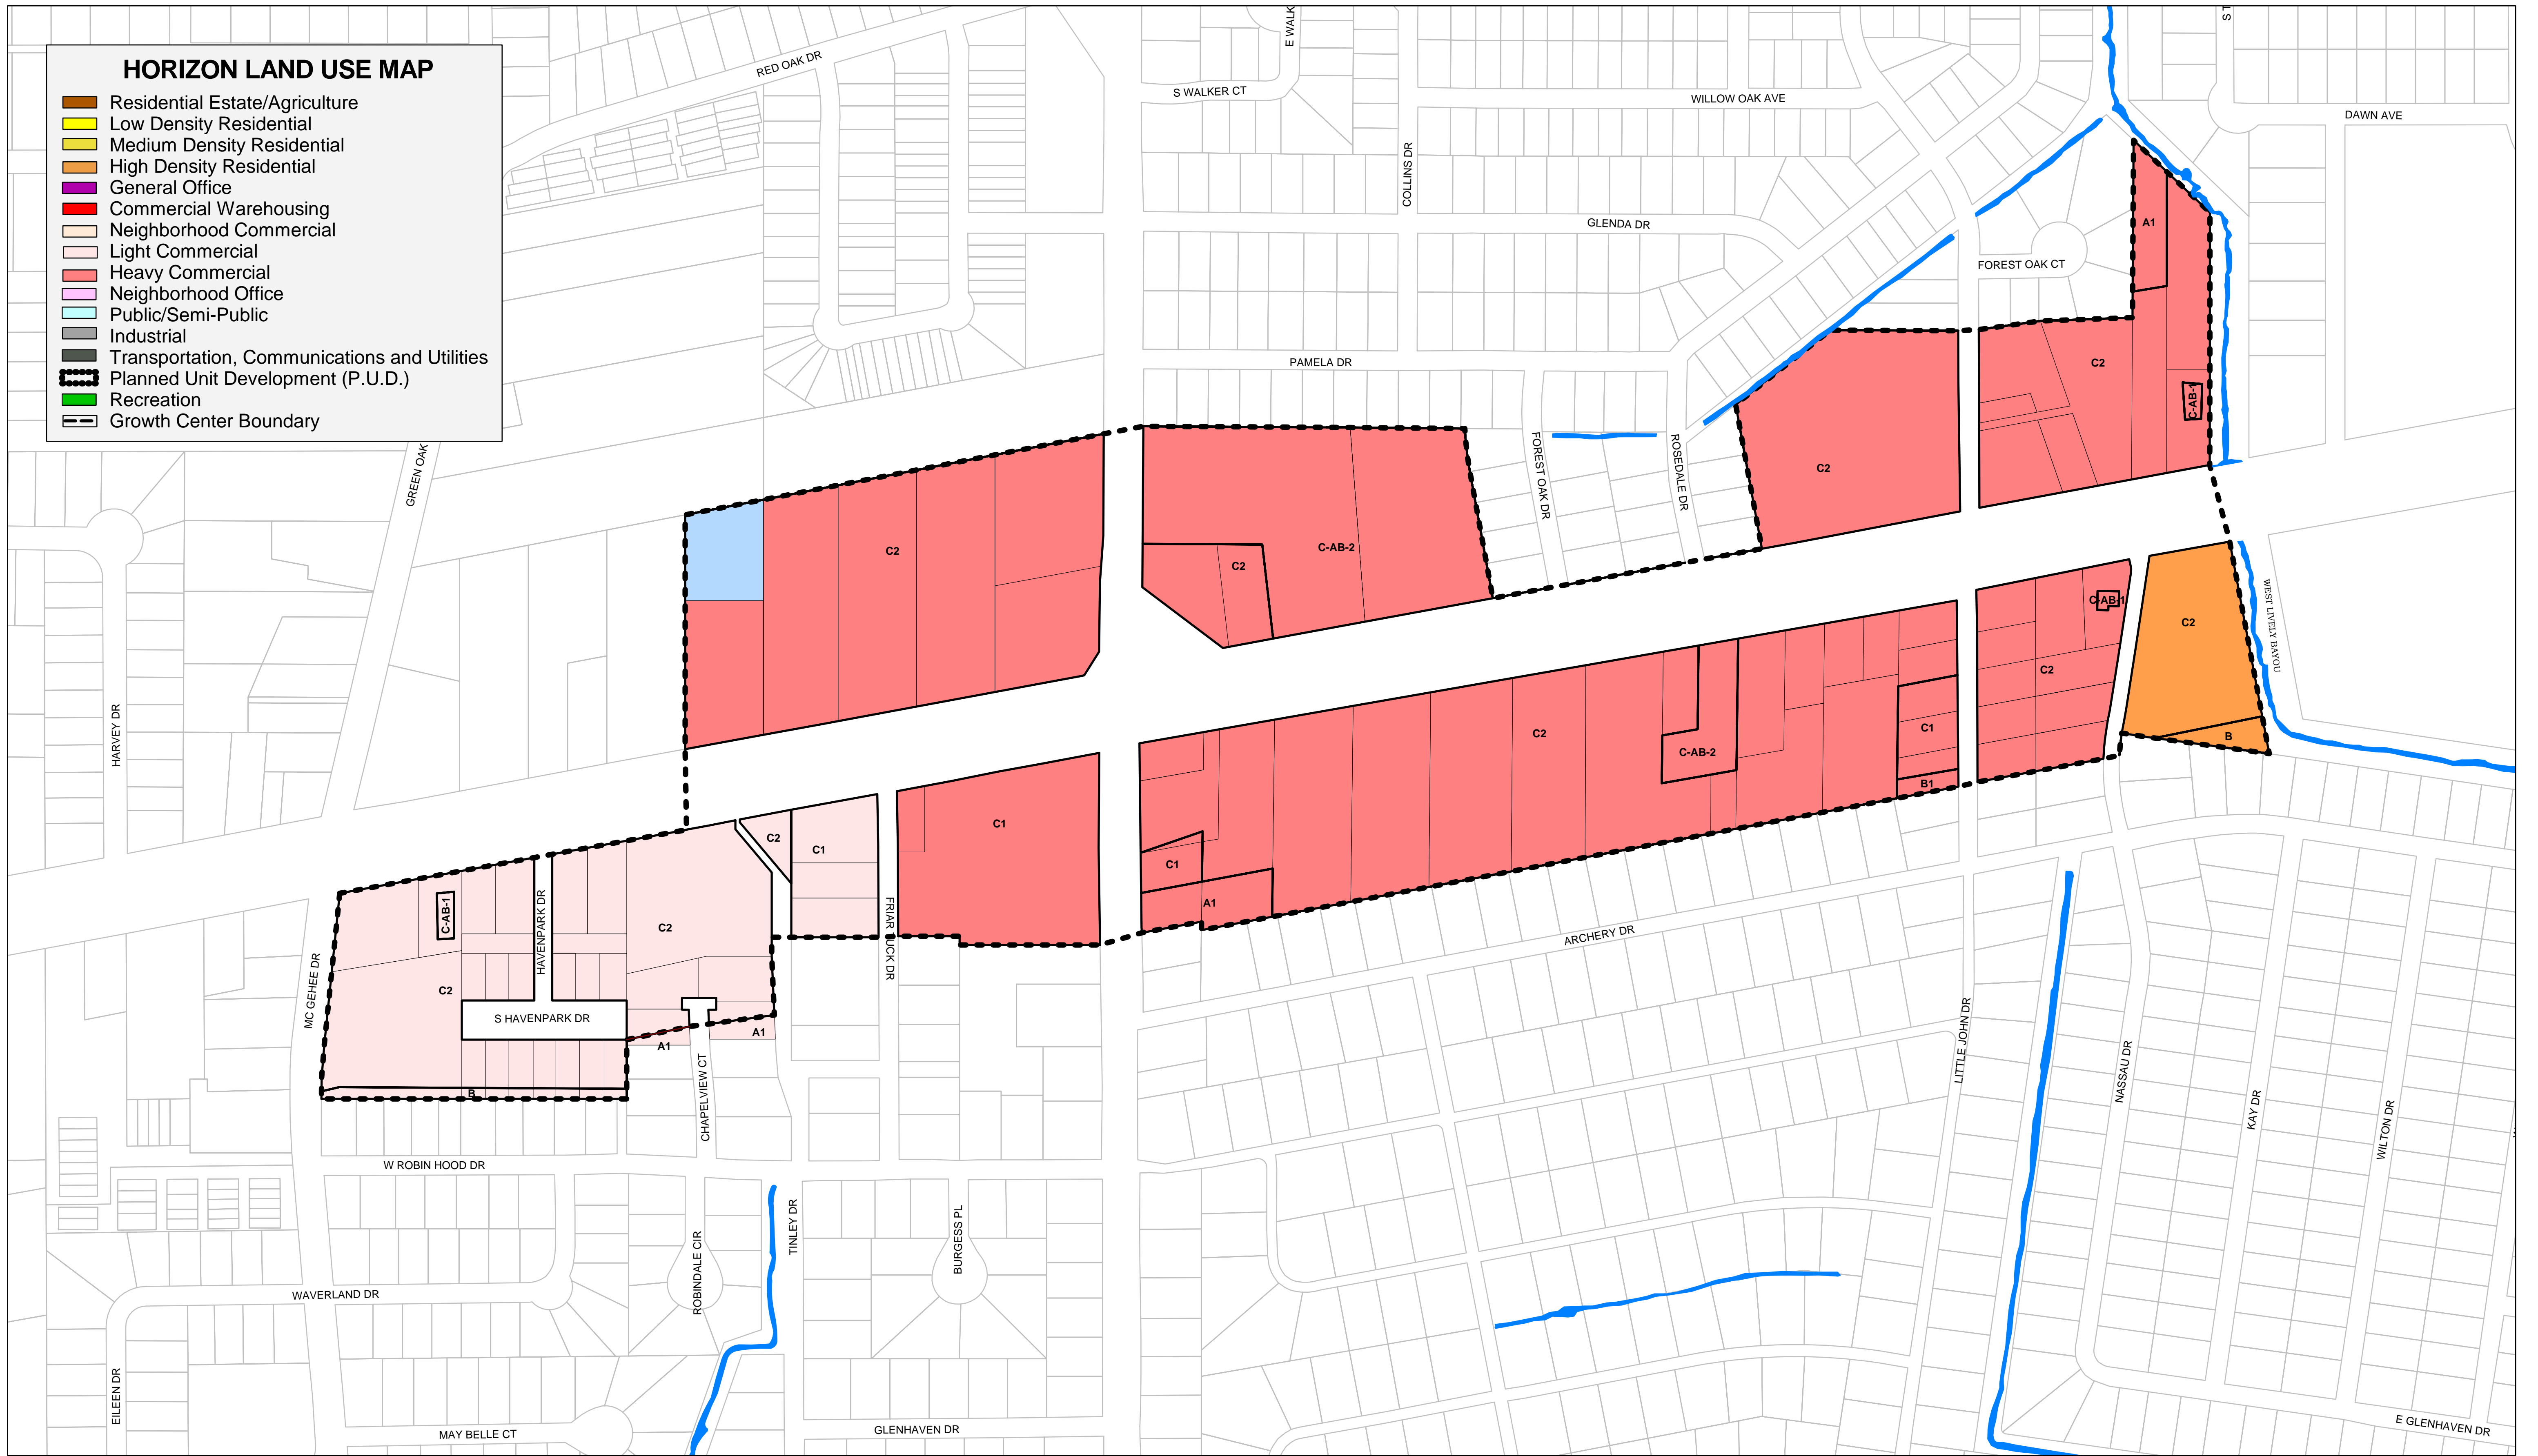 HORIZON LAND USE MAP
Residential Estate/Agriculture
Low Density Residential
Medium Density Residential
High Density Residential
General Office
Commercial Warehousing
Neighborhood Commercial
Light Commercial
Heavy Commercial
Neighborhood Office
Public/Semi-Public
Industrial
Transportation, Communications and Utilities
Planned Unit Development (P.U.D.)
Recreation
Growth Center Boundary
RED OAK DR
E WALK
S WALKER CT
COLLINS DR
WILLOW OAK AVE
DAWN AVE
S T
GLENDA DR
FOREST OAK CT
PAMELA DR
A1
C2
C-AB-1
GREEN OAK
FOREST OAK DR
ROSEDALE DR
C2
C2
C-AB-2
C2
WEST LIVELY BAYOU
C-AB-1
C2
C2
B
HARVEY DR
C2
C-AB-2
C1
B1
C1
C2
C1
C1
A1
C-AB-1
HAVENPARK DR
C2
FRIAR TUCK DR
ARCHERY DR
MC GEHEE DR
C2
S HAVENPARK DR
A1
A1
B
CHAPELVIEW CT
LITTLE JOHN DR
NASSAU DR
KAY DR
WILTON DR
W ROBIN HOOD DR
TINLEY DR
BURGESS PL
ROBINDALE CIR
WAVERLAND DR
EILEEN DR
MAY BELLE CT
GLENHAVEN DR
E GLENHAVEN DR